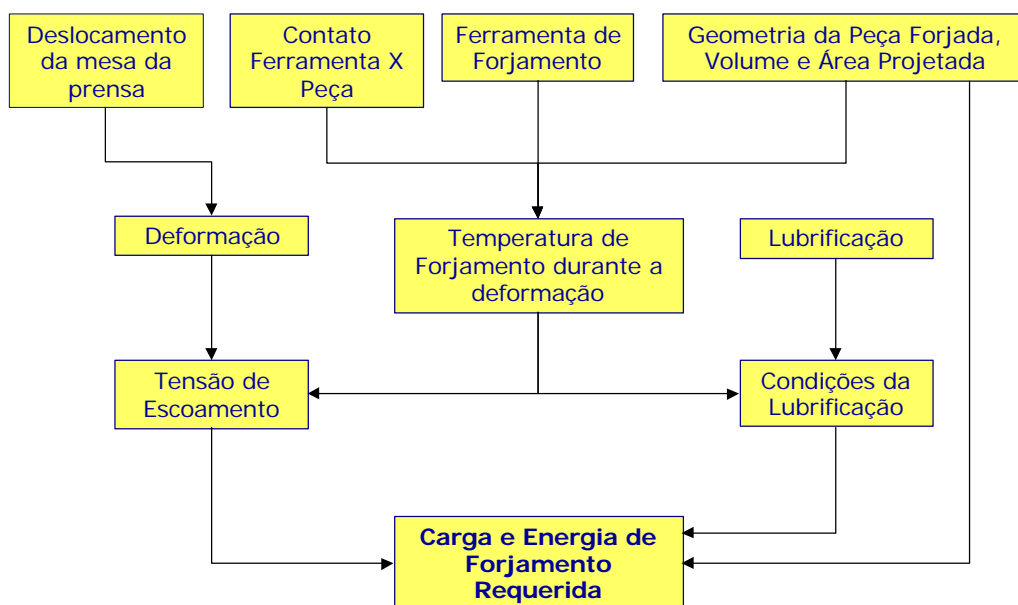 Deslocamento
da mesa da
prensa
Contato
Ferramenta X
Peça
Ferramenta de
Forjamento
Geometria da Peça Forjada,
Volume e Área Projetada
Deformação
Temperatura de
Forjamento durante a
deformação
Lubrificação
Tensão de
Escoamento
Condições da
Lubrificação
Carga e Energia de
Forjamento
Requerida